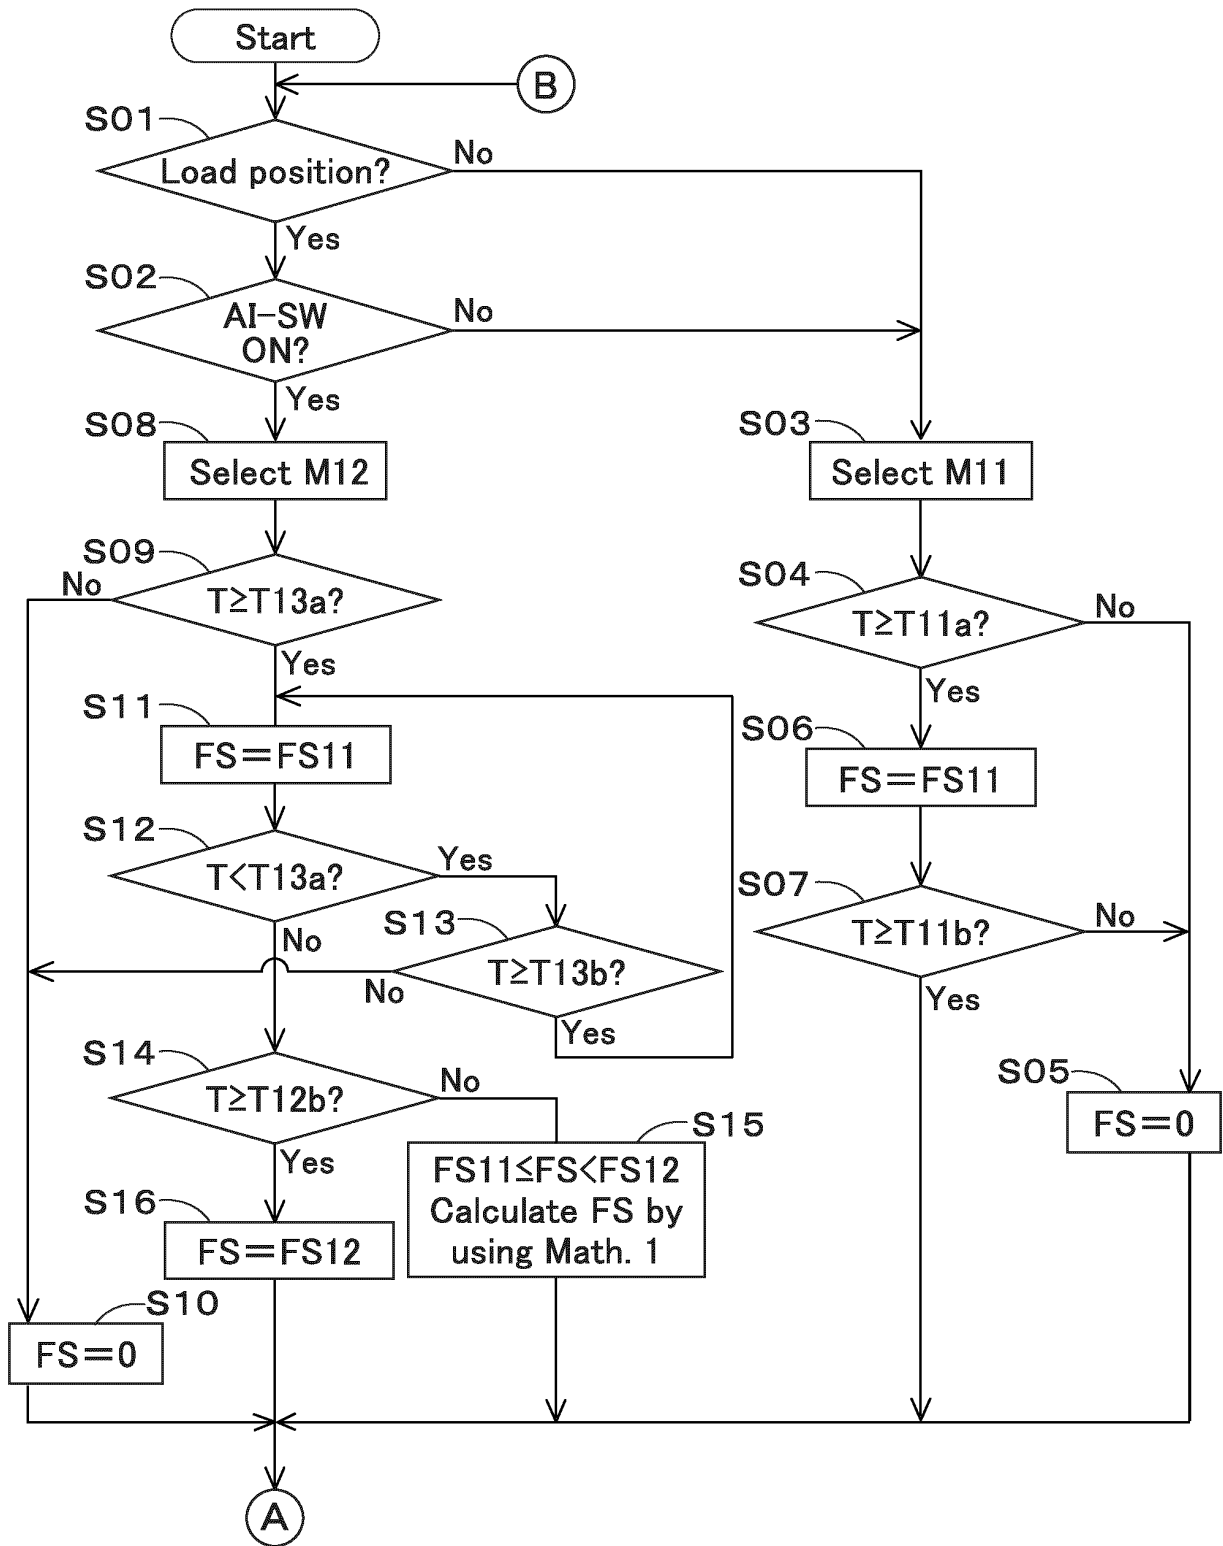 Start
B
S01
Load position?
No
Yes
S02
AI-SW
ON?
No
Yes
S08
Select M12
S03
Select M11
S09
No
T≥T13a?
Yes
S04
T≥T11a?
No
Yes
S11
FS=FS11
S06
FS=FS11
S12
T<T13a?
Yes
No
S13
T≥T13b?
No
Yes
S07
T≥T11b?
No
Yes
S14
T≥T12b?
No
Yes
S05
FS=0
S15
FS11≤FS<FS12
Calculate FS by
using Math. 1
S16
FS=FS12
S10
FS=0
A